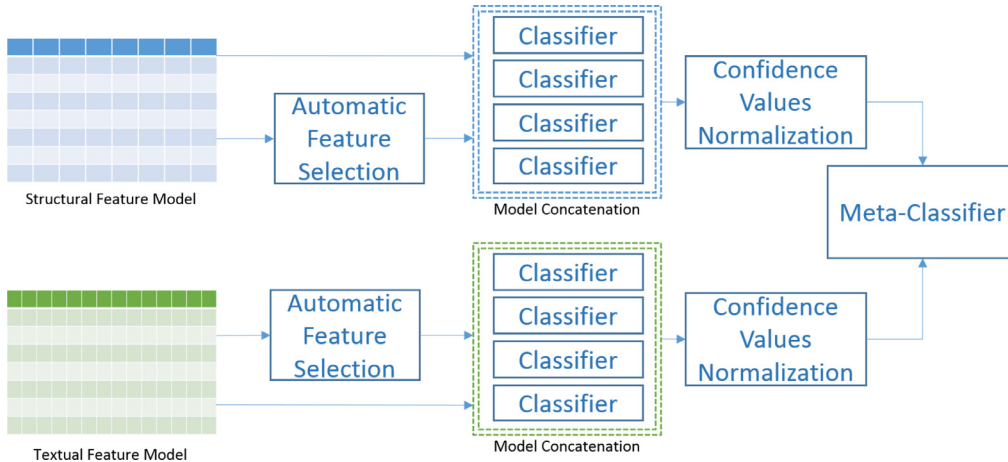 Structural Feature Model
Automatic
Feature
Selection
Classifier
Classifier
Classifier
Classifier
Model Concatenation
Confidence
Values
Normalization
Meta-Classifier
Textual Feature Model
Automatic
Feature
Selection
Classifier
Classifier
Classifier
Classifier
Model Concatenation
Confidence
Values
Normalization